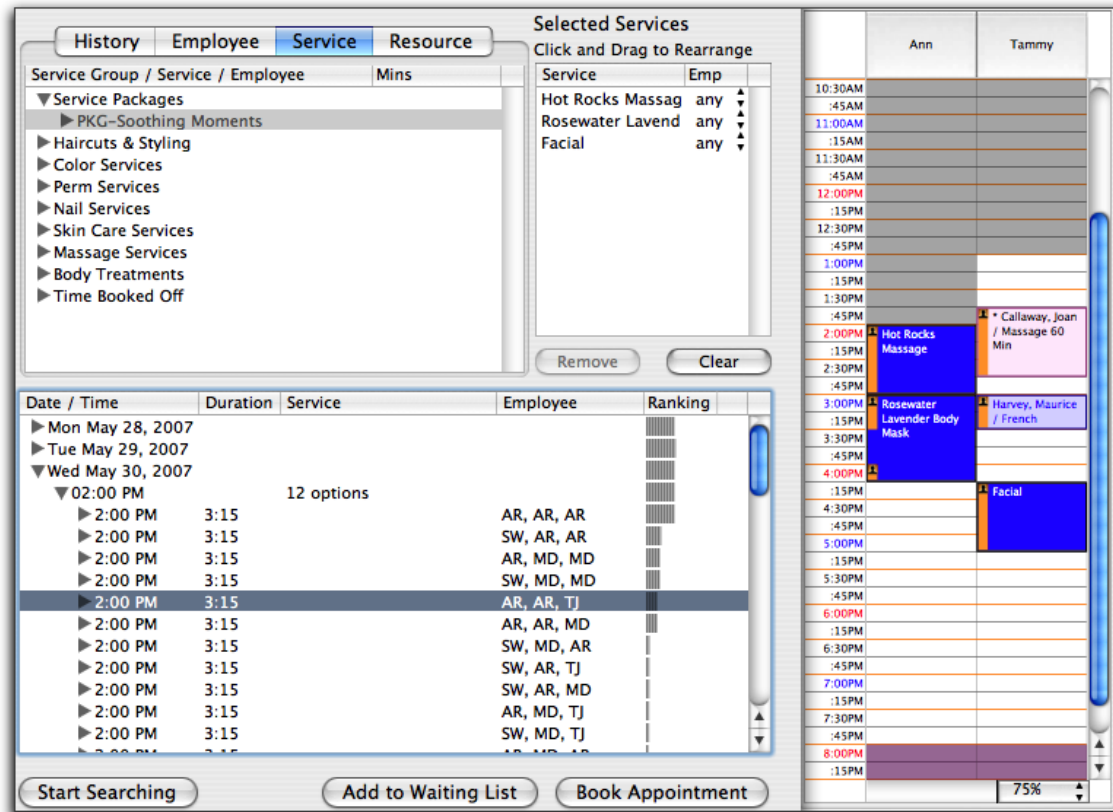 History Employee Service Resource
Service Group / Service / Employee Mins
Service Packages
PKG-Soothing Moments
Haircuts & Styling
Color Services
Perm Services
Nail Services
Skin Care Services
Massage Services
Body Treatments
Time Booked Off
Selected Services
Click and Drag to Rearrange
Service Emp
Hot Rocks Massag any
Rosewater Lavend any
Facial any
Remove Clear
Date / Time Duration Service Employee Ranking
Mon May 28, 2007
Tue May 29, 2007
Wed May 30, 2007
02:00 PM 12 options
2:00 PM 3:15 AR, AR, AR
2:00 PM 3:15 SW, AR, AR
2:00 PM 3:15 AR, MD, MD
2:00 PM 3:15 SW, MD, MD
2:00 PM 3:15 AR, AR, TJ
2:00 PM 3:15 AR, AR, MD
2:00 PM 3:15 SW, MD, AR
2:00 PM 3:15 SW, AR, TJ
2:00 PM 3:15 SW, AR, MD
2:00 PM 3:15 AR, MD, TJ
2:00 PM 3:15 SW, MD, TJ
Start Searching Add to Waiting List Book Appointment
Ann Tammy
10:30AM
:45AM
11:00AM
:15AM
11:30AM
:45AM
12:00PM
:15PM
12:30PM
:45PM
1:00PM
:15PM
1:30PM
:45PM
2:00PM
:15PM
2:30PM
:45PM
3:00PM
:15PM
3:30PM
:45PM
4:00PM
:15PM
4:30PM
:45PM
5:00PM
:15PM
5:30PM
:45PM
6:00PM
:15PM
6:30PM
:45PM
7:00PM
:15PM
7:30PM
:45PM
8:00PM
:15PM
Hot Rocks
Massage
Rosewater
Lavender Body
Mask
* Callaway, Joan
/ Massage 60
Min
Harvey, Maurice
/ French
Facial
75%